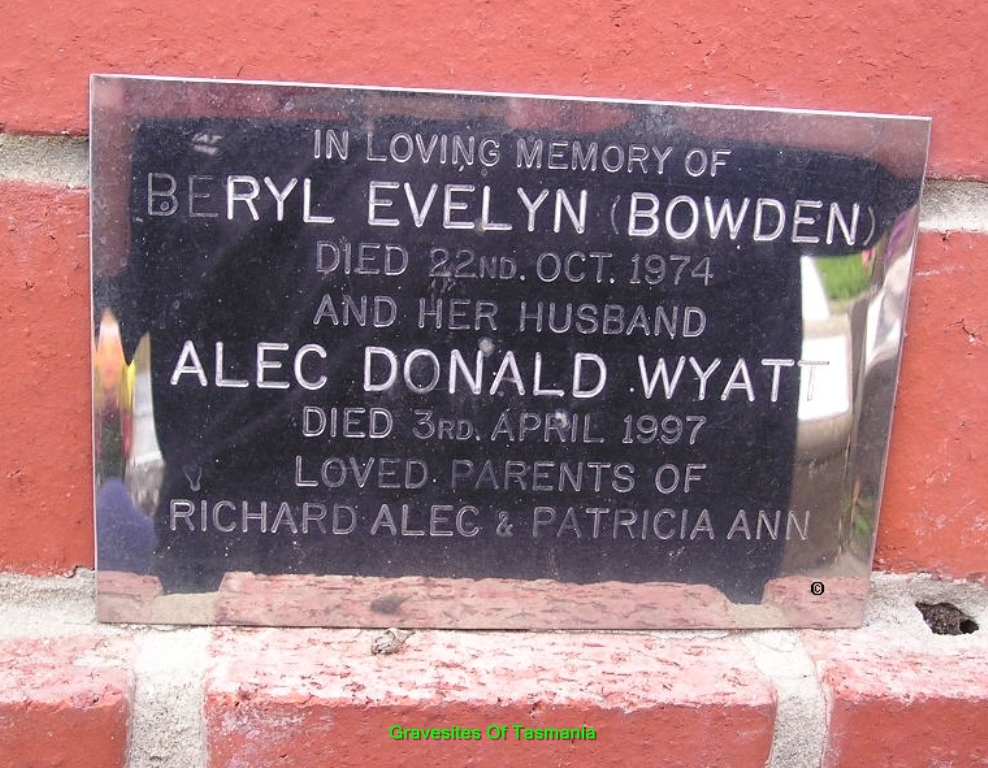 IN LOVING MEMORY OF
BERYL EVELYN (BOWDEN)
DIED 22ND. OCT. 1974
AND HER HUSBAND
ALEC DONALD WYATT
DIED 3RD. APRIL 1997
LOVED PARENTS OF
RICHARD ALEC & PATRICIA ANN
©
Gravesites Of Tasmania